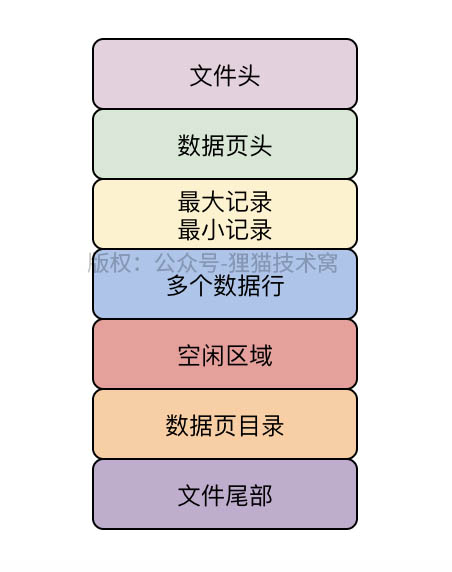 文件头
数据页头
最大记录
最小记录
版权：公众号-狸猫技术窝
多个数据行
空闲区域
数据页目录
文件尾部